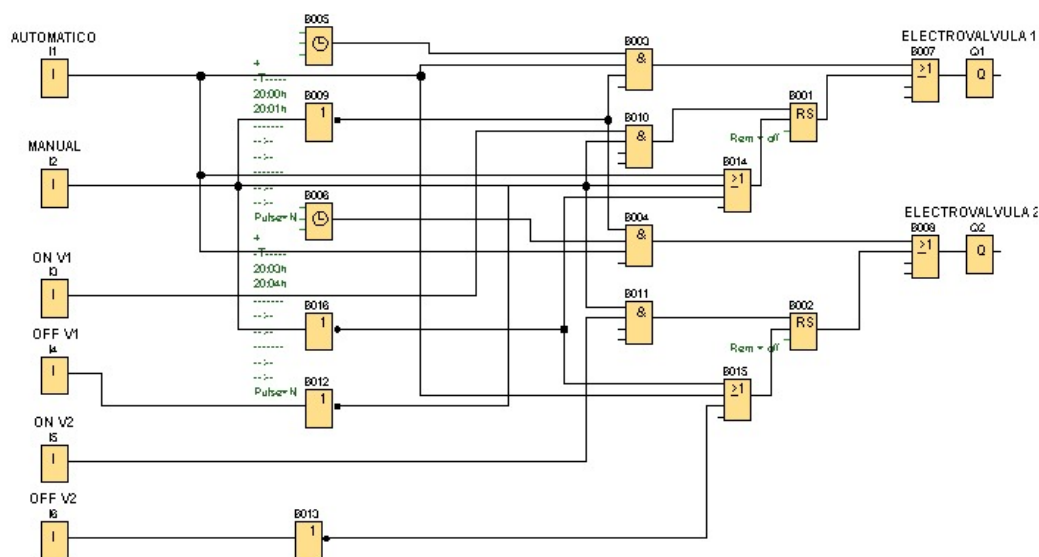 AUTOMATICO
I1
I
MANUAL
I2
I
ON V1
I3
I
OFF V1
I4
I
ON V2
I5
I
OFF V2
I6
I
B005
+
-T-----
20:00h
20:01h
------
--:--
--:--
------
--:--
--:--
Pulse=N
B009
1
B006
+
-T-----
20:03h
20:04h
------
--:--
--:--
------
--:--
--:--
Pulse=N
B016
1
B012
1
B013
1
B003
&
B010
&
B004
&
B011
&
B001
RS
Rem = off
B014
≥1
B002
RS
Rem = off
B015
≥1
ELECTROVALVULA 1
B007
≥1
Q1
Q
ELECTROVALVULA 2
B008
≥1
Q2
Q